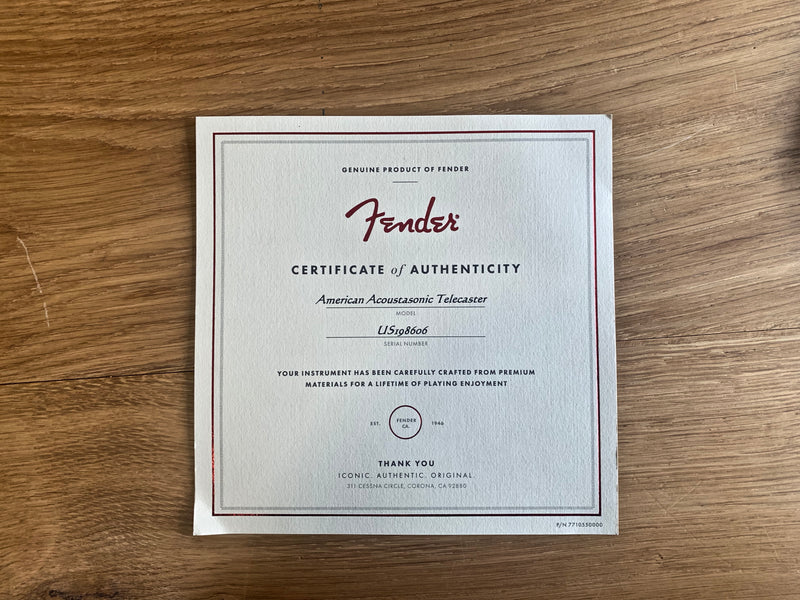 GENUINE PRODUCT OF FENDER
Fender
CERTIFICATE of AUTHENTICITY
American Acoustasonic Telecaster
MODEL
US198606
SERIAL NUMBER
YOUR INSTRUMENT HAS BEEN CAREFULLY CRAFTED FROM PREMIUM
MATERIALS FOR A LIFETIME OF PLAYING ENJOYMENT
EST. FENDER CA. 1946
THANK YOU
ICONIC. AUTHENTIC. ORIGINAL.
311 CESSNA CIRCLE, CORONA, CA 92880
P/N 7710550000